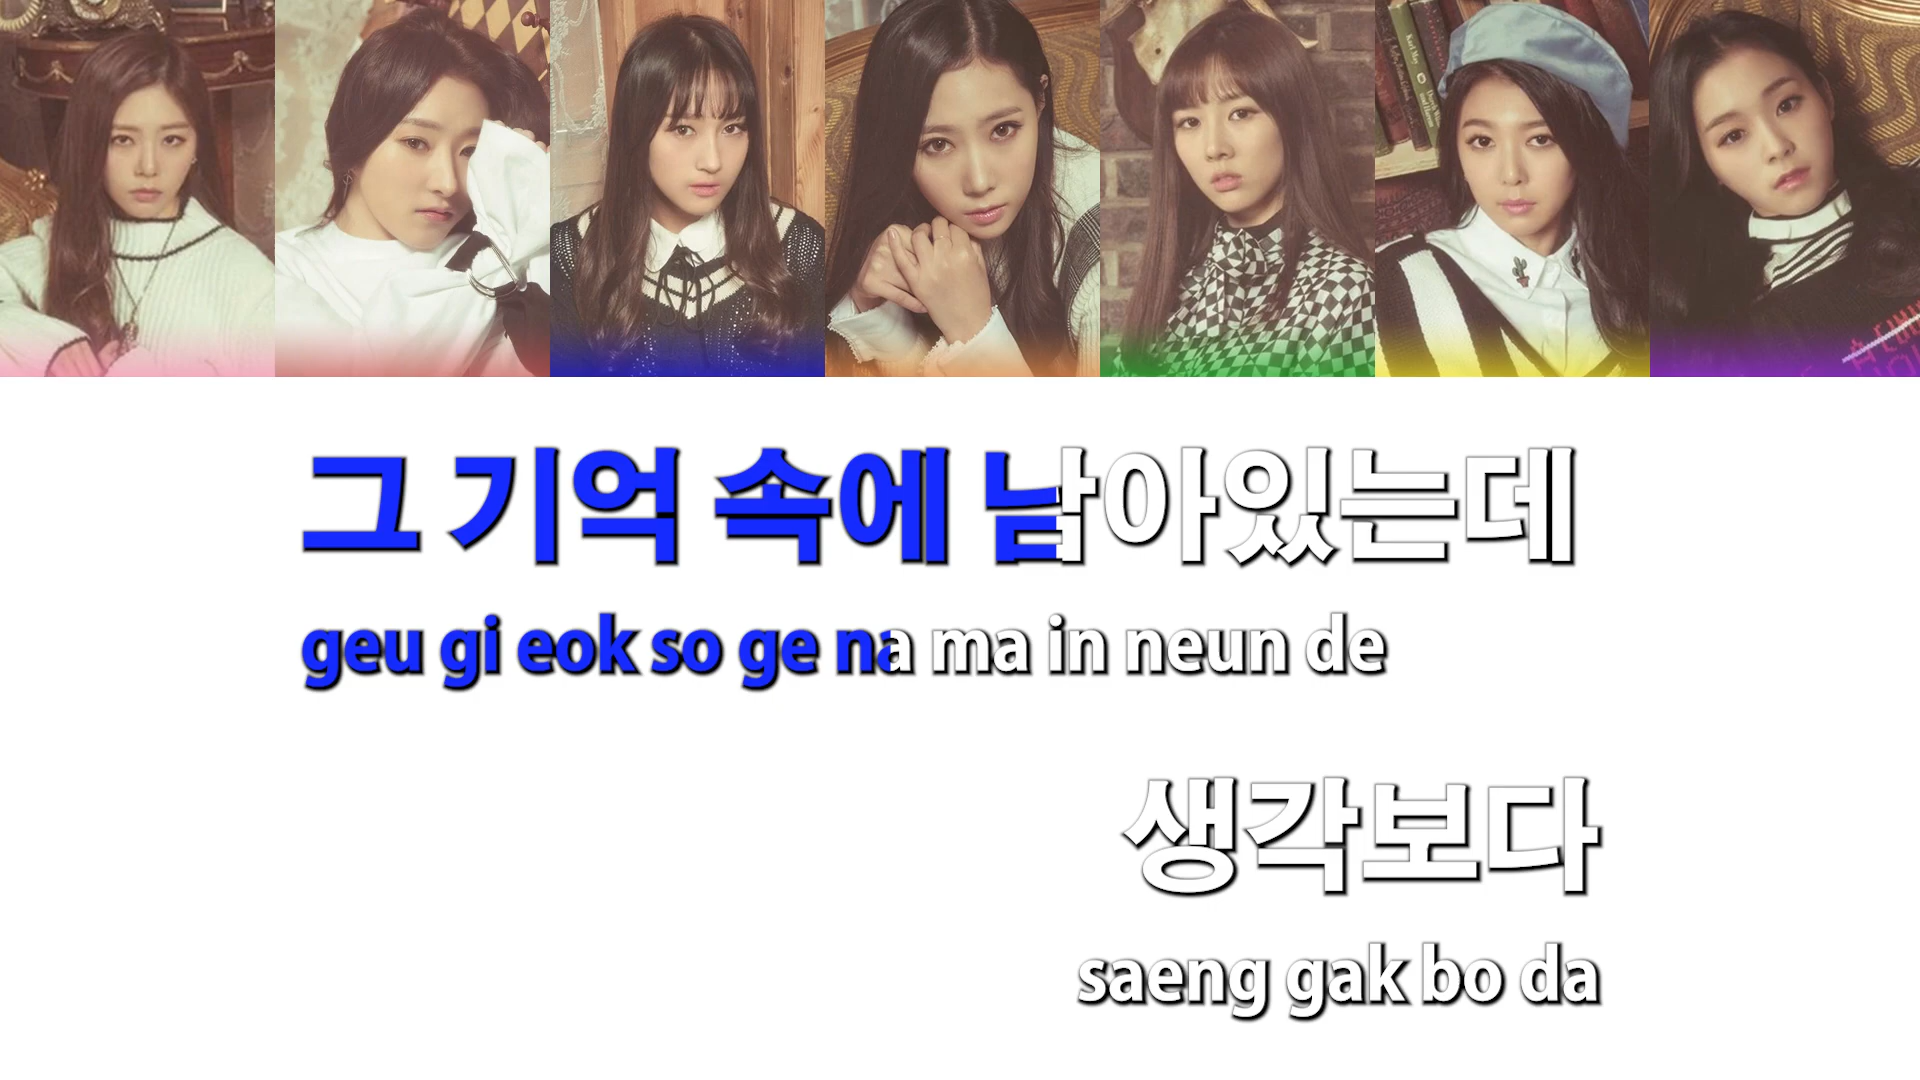 그 기억 속에 남아있는데
geu gi eok so ge na ma in neun de
생각보다
saeng gak bo da